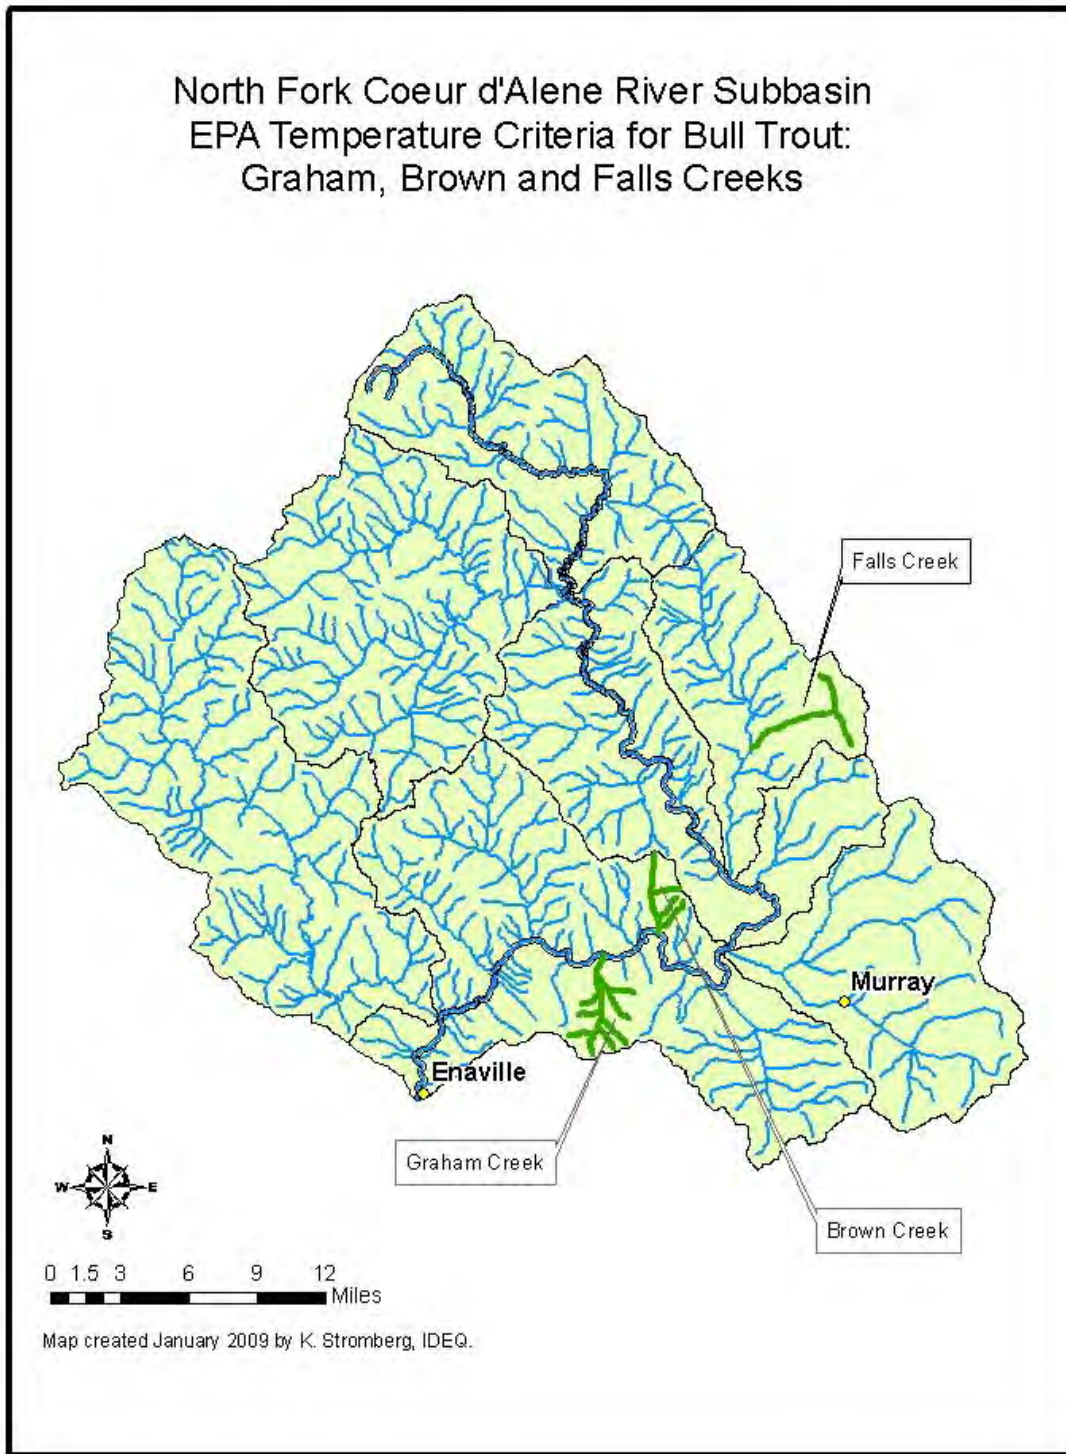 North Fork Coeur d'Alene River Subbasin
EPA Temperature Criteria for Bull Trout:
Graham, Brown and Falls Creeks
Falls Creek
Murray
Enaville
Graham Creek
Brown Creek
N
W E
S
0 1.5 3 6 9 12
Miles
Map created January 2009 by K. Stromberg, IDEQ.